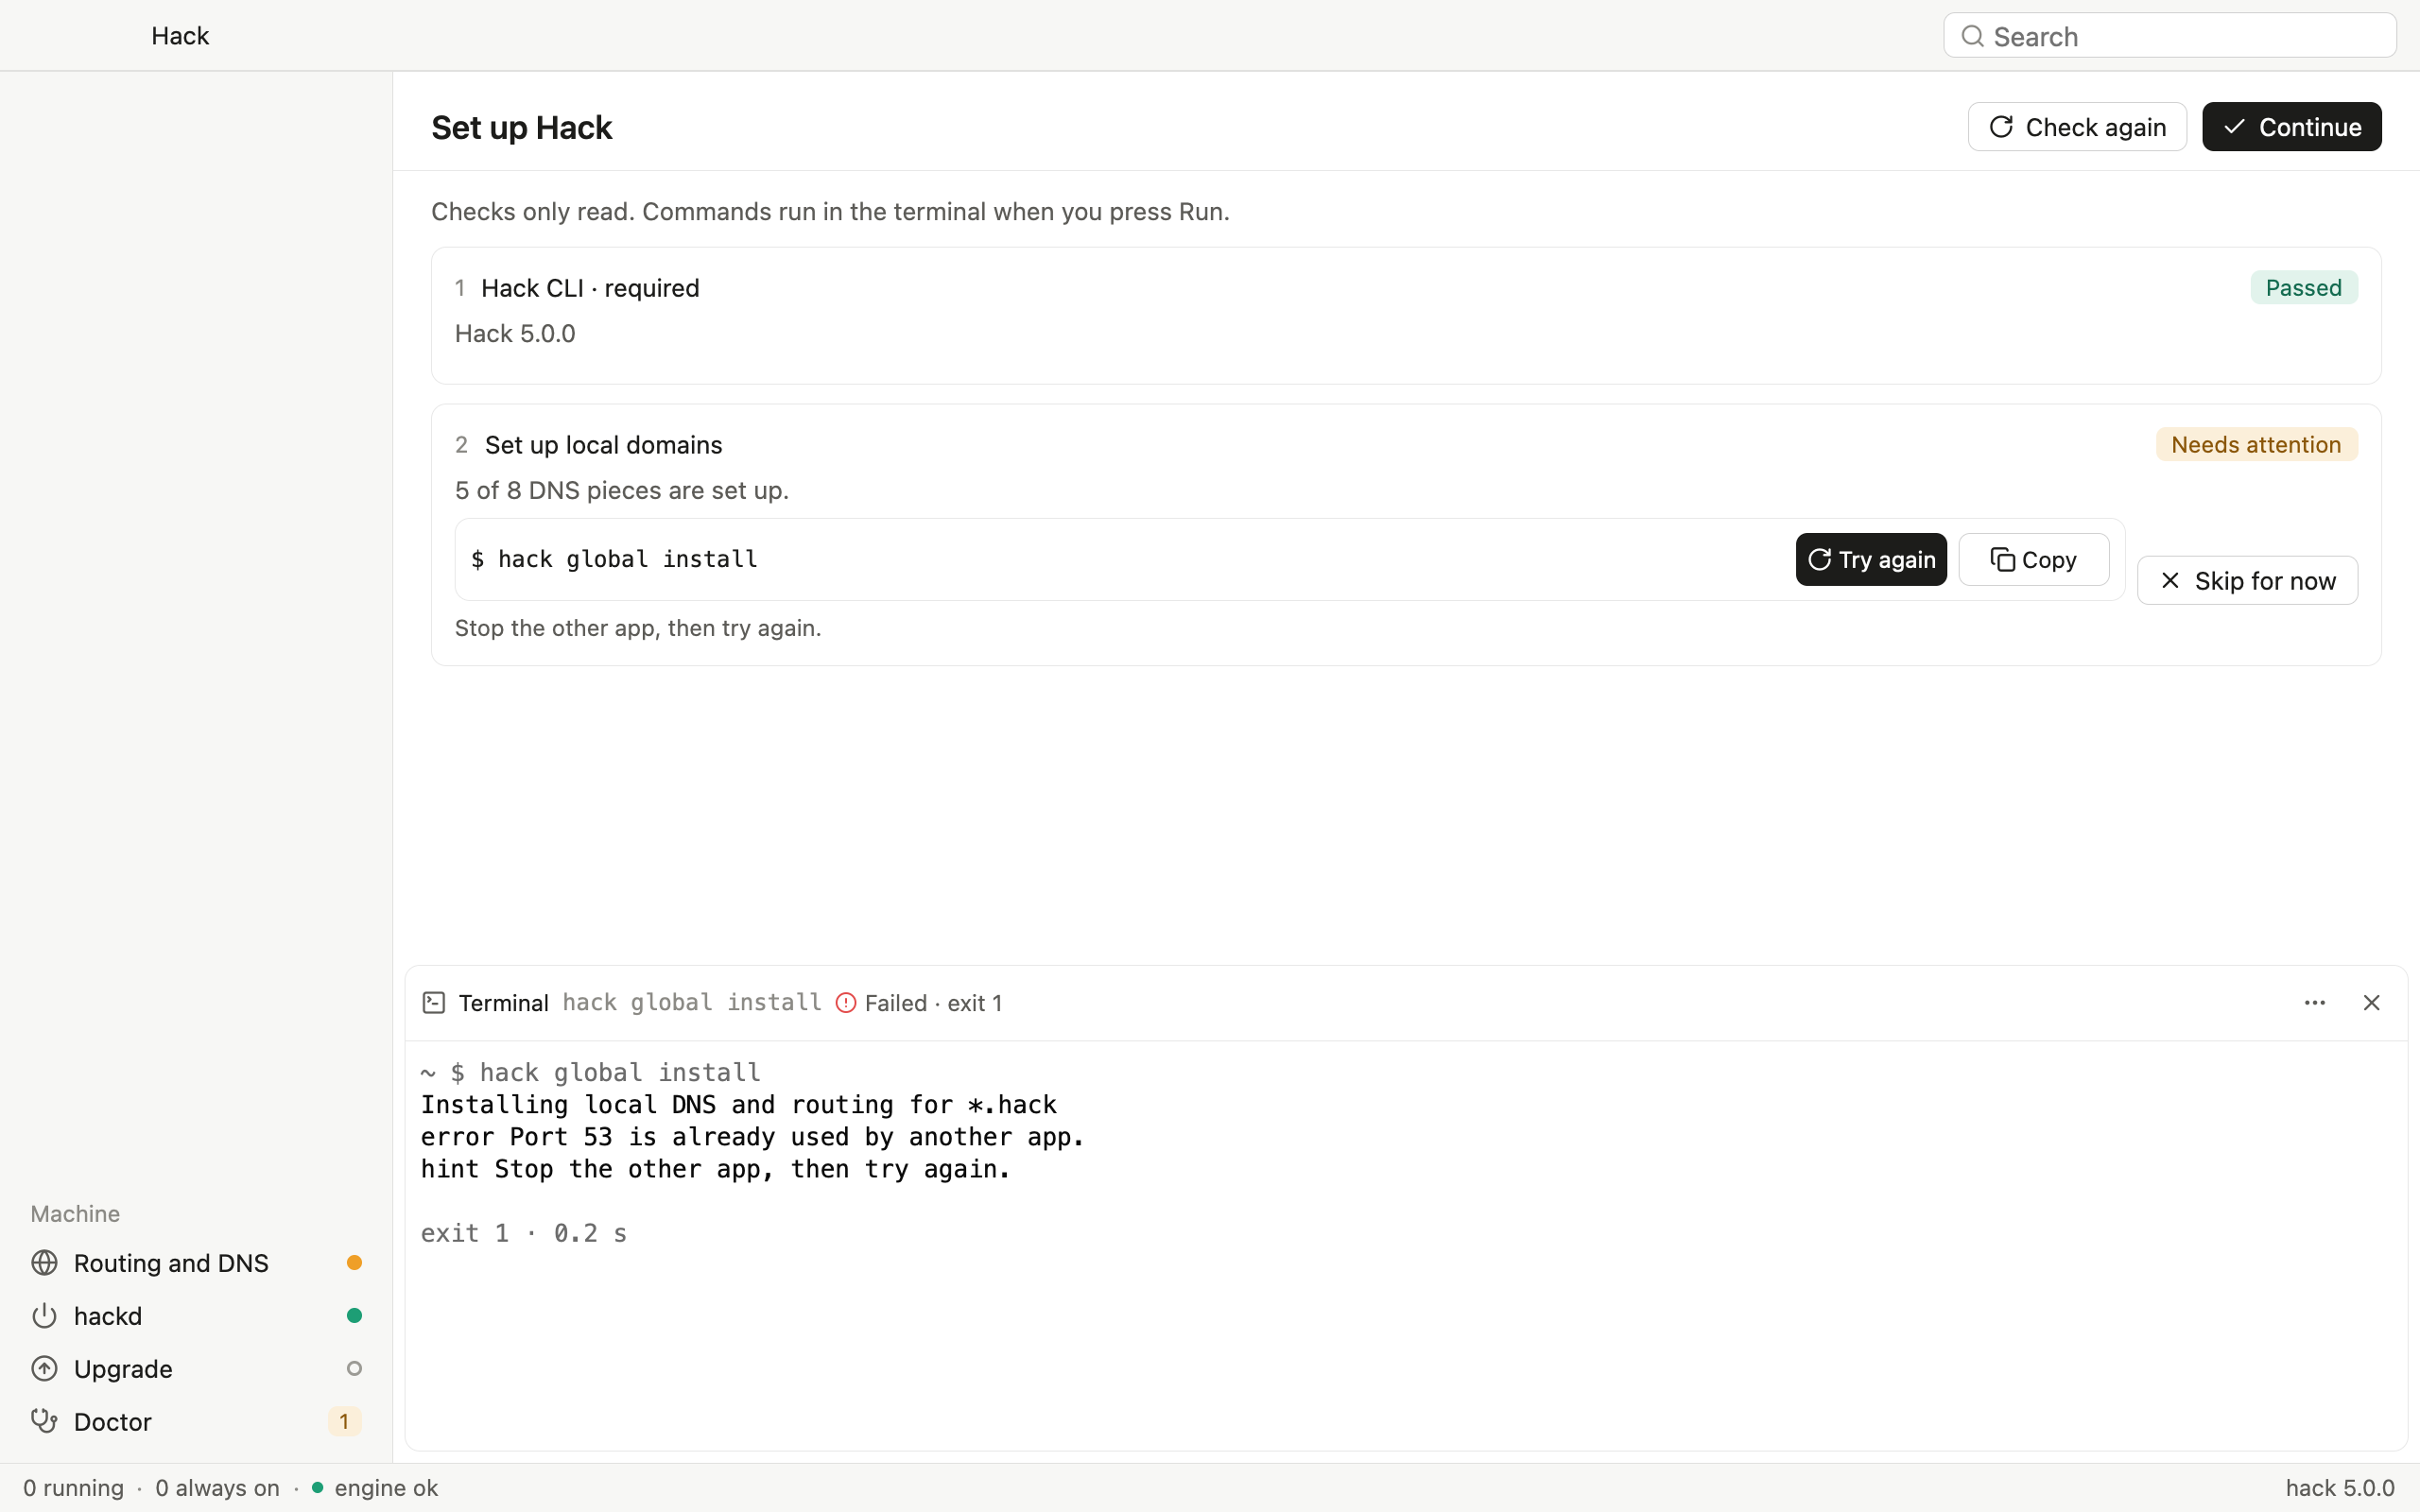 Hack
Search
Set up Hack
Check again
Continue
Checks only read. Commands run in the terminal when you press Run.
1 Hack CLI · required
Passed
Hack 5.0.0
2 Set up local domains
Needs attention
5 of 8 DNS pieces are set up.
$ hack global install
Try again
Copy
Skip for now
Stop the other app, then try again.
Terminal hack global install Failed · exit 1
~ $ hack global install
Installing local DNS and routing for *.hack
error Port 53 is already used by another app.
hint Stop the other app, then try again.
exit 1 · 0.2 s
Machine
Routing and DNS
hackd
Upgrade
Doctor 1
0 running · 0 always on · engine ok
hack 5.0.0